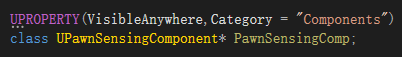 UPROPERTY(VisibleAnywhere,Category = "Components")
class UPawnSensingComponent* PawnSensingComp;